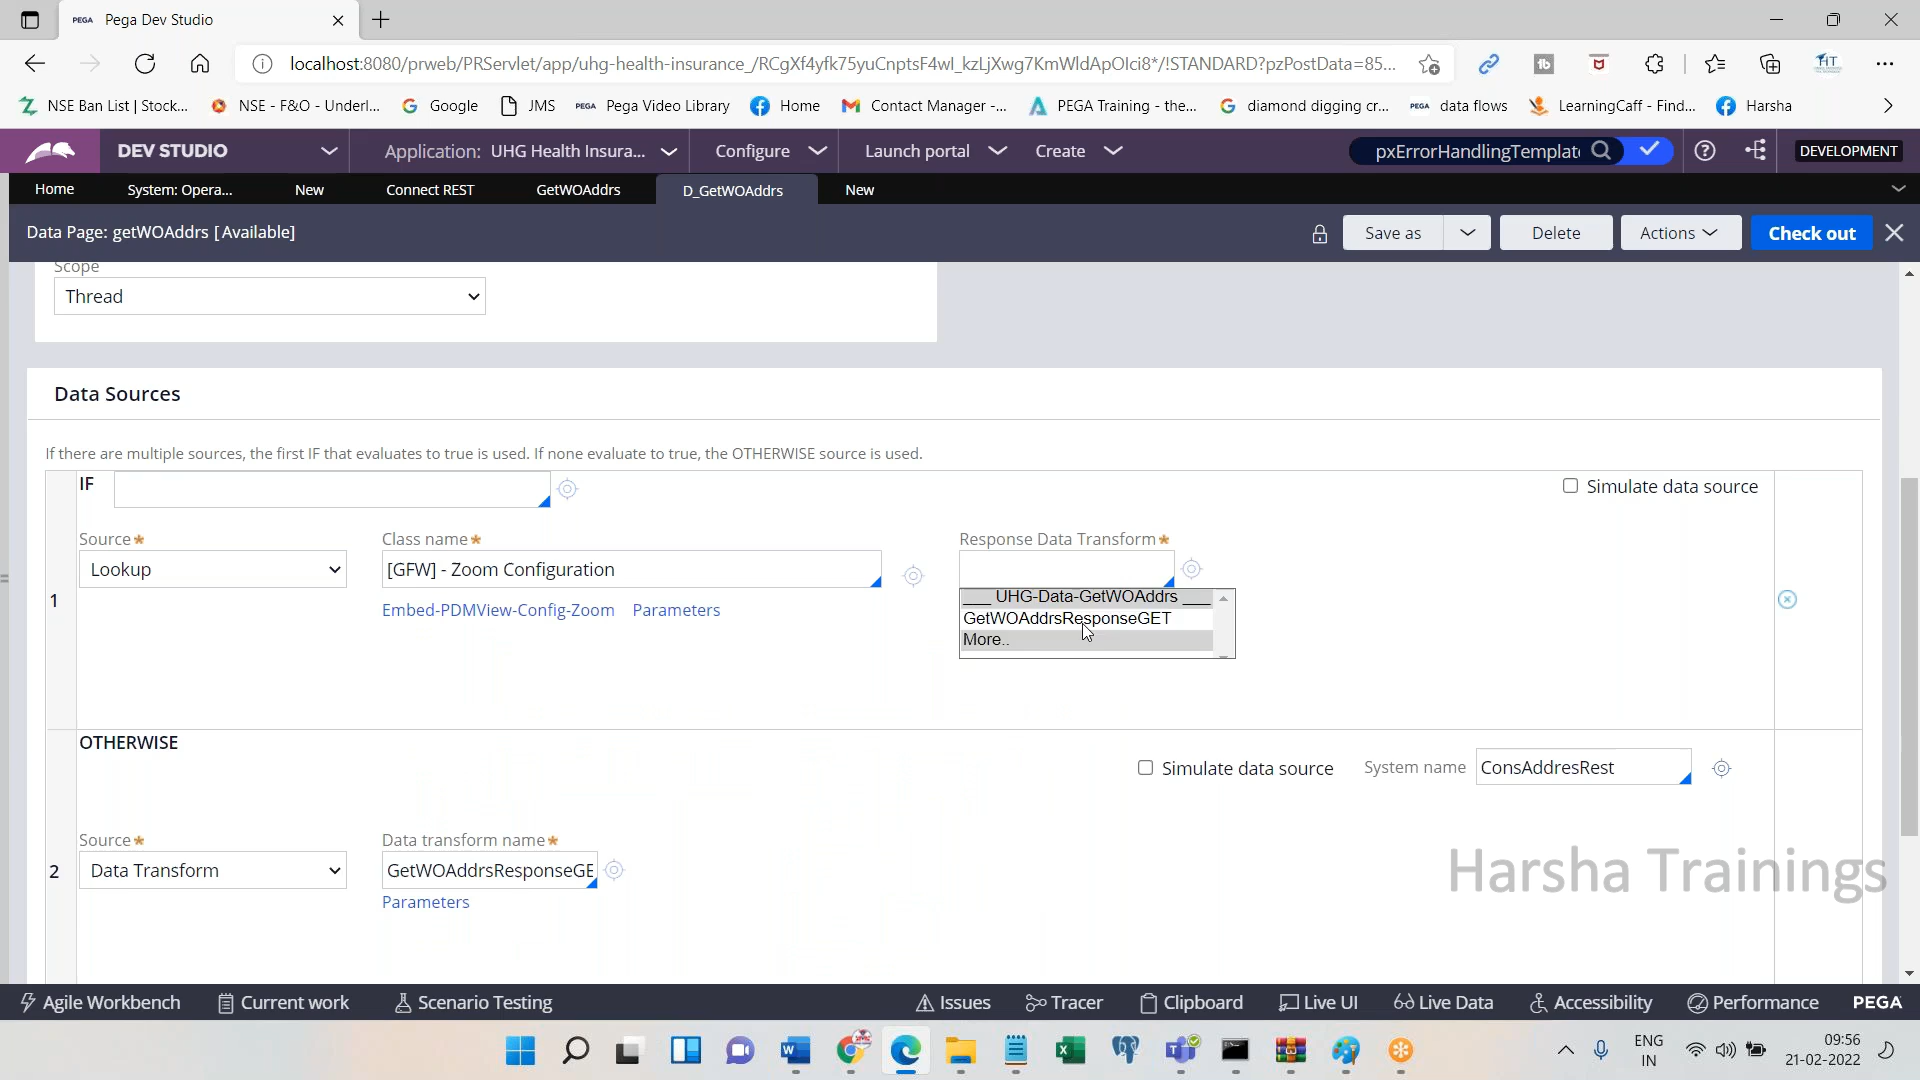 PEGA Pega Dev Studio
localhost:8080/prweb/PRServlet/app/uhg-health-insurance_/RCgXf4yfk75yuCnptsF4wI_kzLjXwg7KmWldApOIci8*/!STANDARD?pzPostData=85...
NSE Ban List | Stock... NSE - F&O - Underl... Google JMS PEGA Pega Video Library Home Contact Manager -... PEGA Training - the... diamond digging cr... PEGA data flows LearningCaff - Find... Harsha
DEV STUDIO Application: UHG Health Insura... Configure Launch portal Create pxErrorHandlingTemplate DEVELOPMENT
Home System: Opera... New Connect REST GetWOAddrs D_GetWOAddrs New
Data Page: getWOAddrs [Available] Save as Delete Actions Check out
Scope
Thread
Data Sources
If there are multiple sources, the first IF that evaluates to true is used. If none evaluate to true, the OTHERWISE source is used.
IF Simulate data source
Source* Class name* Response Data Transform*
Lookup [GFW] - Zoom Configuration
1 Embed-PDMView-Config-Zoom Parameters
___ UHG-Data-GetWOAddrs ___
GetWOAddrsResponseGET
More..
OTHERWISE
Simulate data source System name ConsAddresRest
Source* Data transform name*
2 Data Transform GetWOAddrsResponseGE
Parameters
Harsha Trainings
Agile Workbench Current work Scenario Testing Issues Tracer Clipboard Live UI Live Data Accessibility Performance PEGA
ENG
IN
09:56
21-02-2022